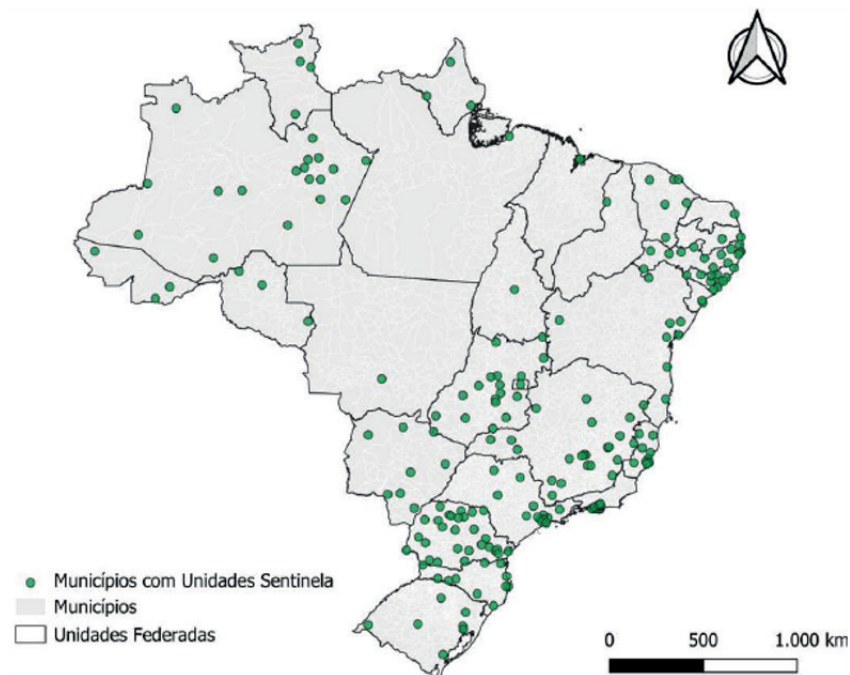 Municípios com Unidades Sentinela
Municípios
Unidades Federadas
0 500 1.000 km